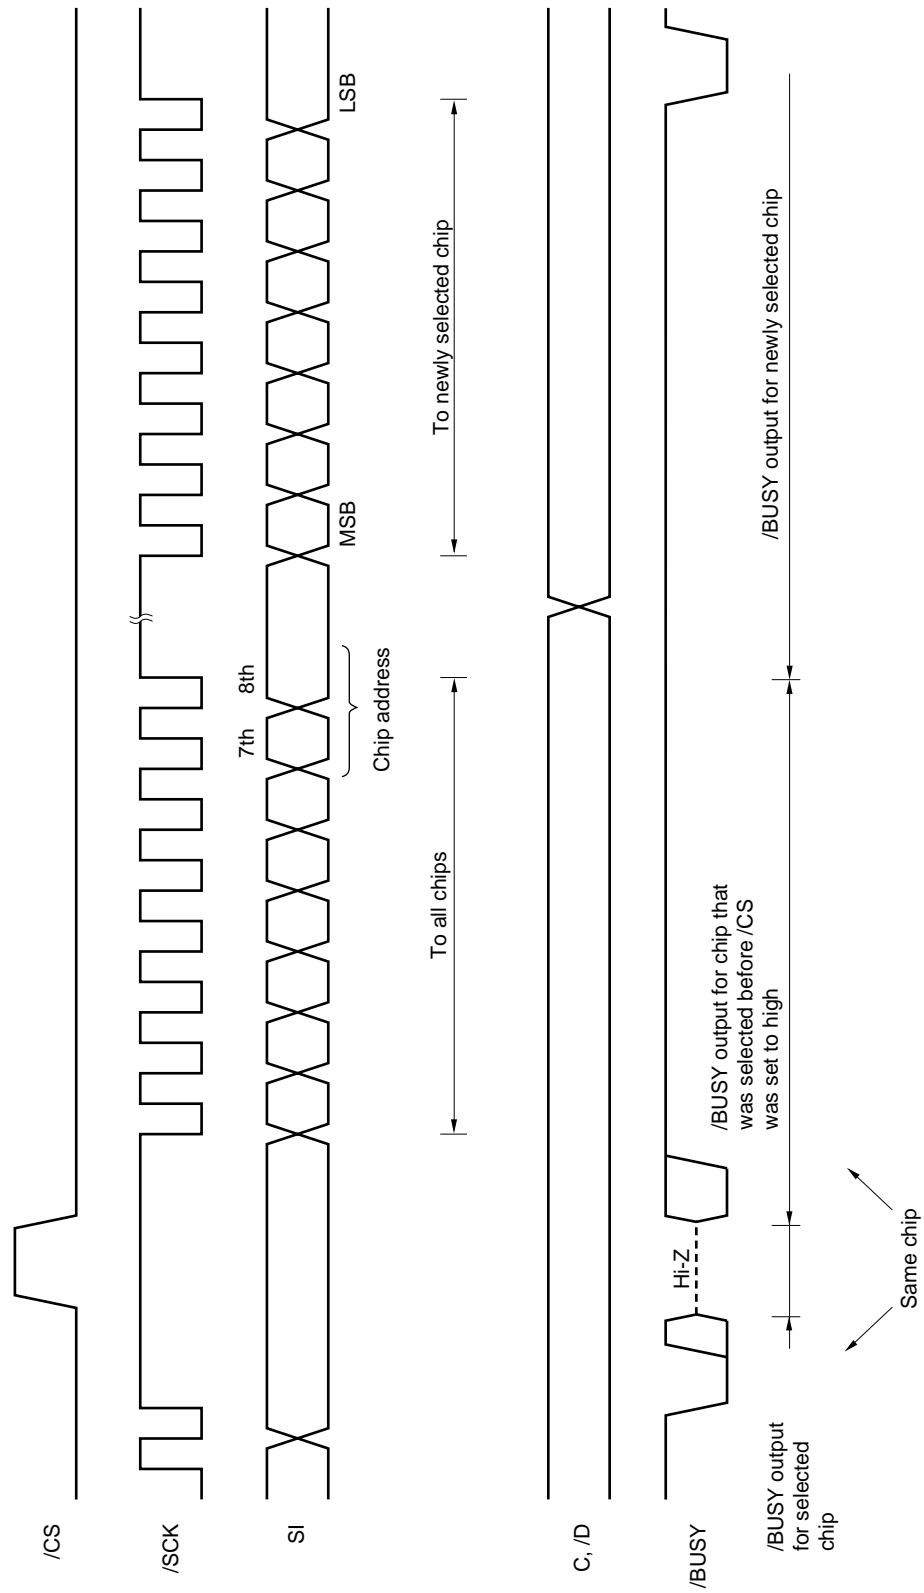 /CS
/SCK
SI
7th
8th
MSB
LSB
Chip address
To all chips
To newly selected chip
C, /D
/BUSY
Hi-Z
/BUSY output
for selected
chip
/BUSY output for chip that
was selected before /CS
was set to high
/BUSY output for newly selected chip
Same chip